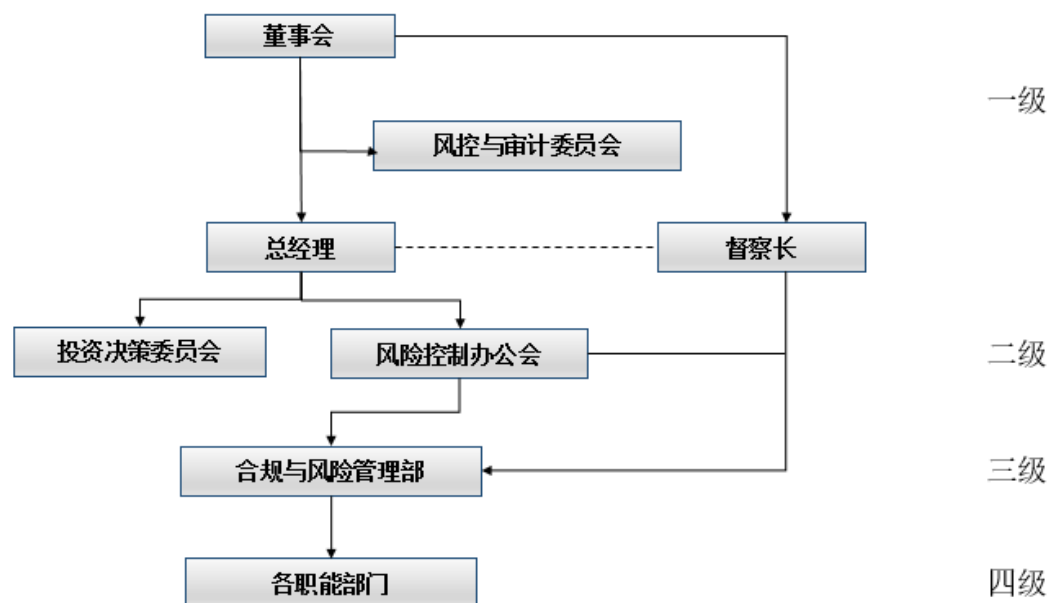 董事会
一级
风控与审计委员会
总经理
督察长
投资决策委员会
风险控制办公会
二级
合规与风险管理部
三级
各职能部门
四级